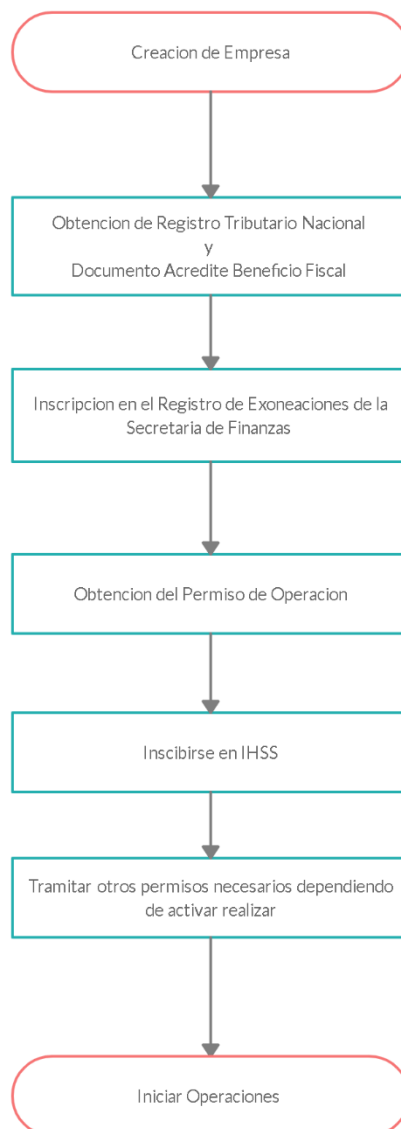 Creacion de Empresa
Obtencion de Registro Tributario Nacional
y
Documento Acredite Beneficio Fiscal
Inscripcion en el Registro de Exoneaciones de la
Secretaria de Finanzas
Obtencion del Permiso de Operacion
Inscibirse en IHSS
Tramitar otros permisos necesarios dependiendo
de activar realizar
Iniciar Operaciones